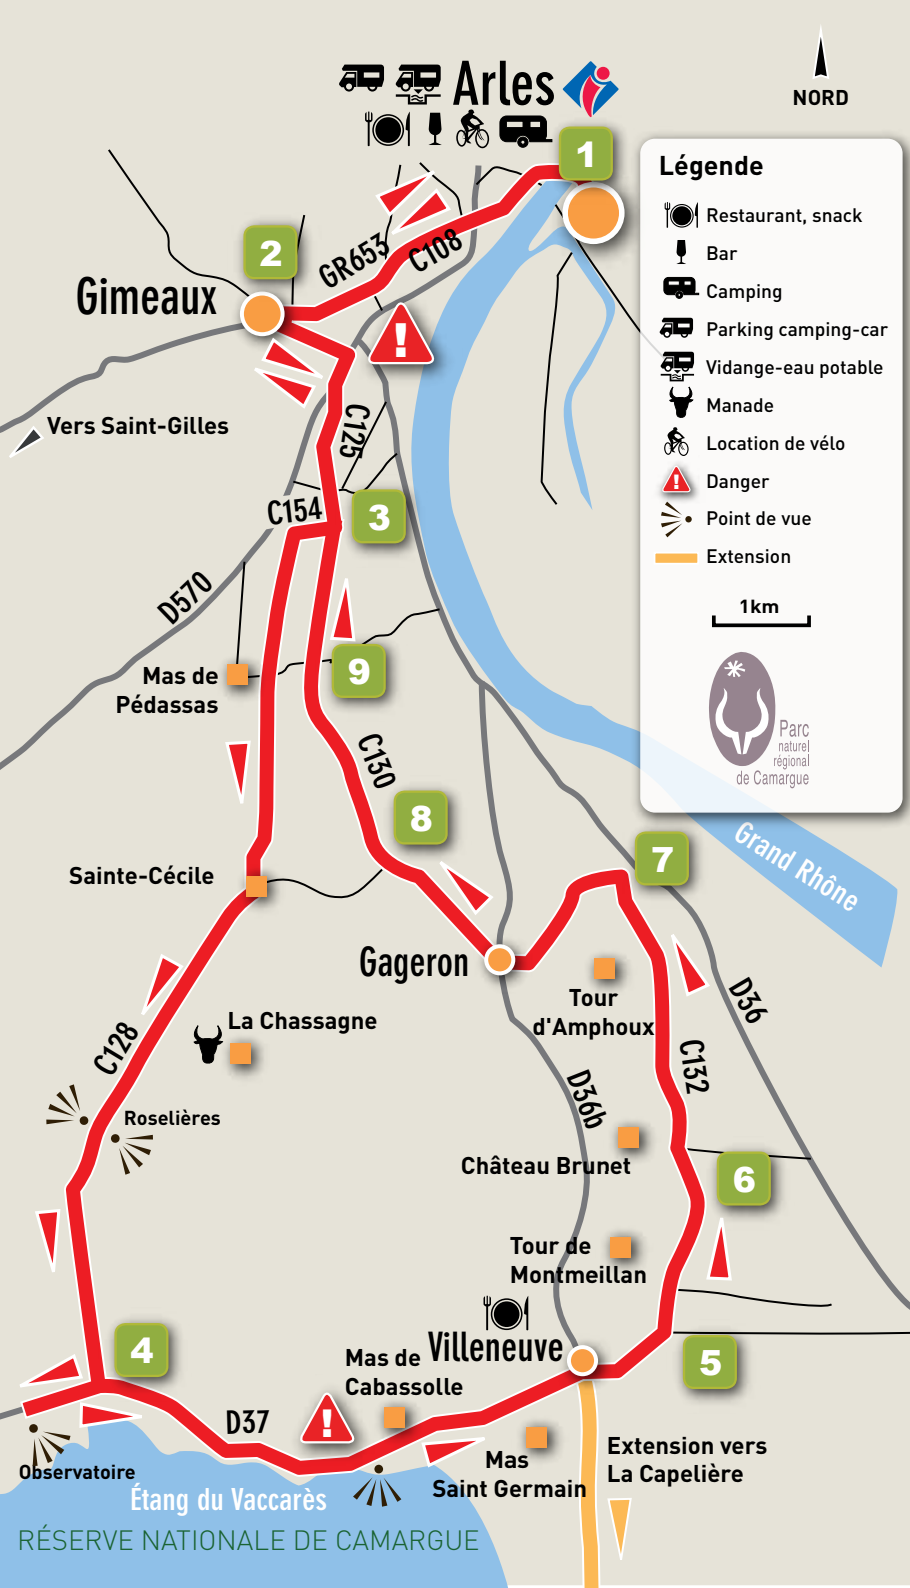 Arles
NORD
1
Légende
Restaurant, snack
Bar
Camping
Parking camping-car
Vidange-eau potable
Manade
Location de vélo
Danger
Point de vue
Extension
1km
Parc
naturel
régional
de Camargue
2
GR653
C108
Gimeaux
!
Vers Saint-Gilles
C125
C154
3
D570
Mas de
Pédassas
9
C130
8
Grand Rhône
7
Sainte-Cécile
Gageron
Tour
d'Amphoux
D36
La Chassagne
C128
C132
D36b
Roselières
Château Brunet
6
Tour de
Montmeillan
4
Mas de
Cabassolle
Villeneuve
5
D37
!
Mas
Saint Germain
Extension vers
La Capelière
Observatoire
Étang du Vaccarès
RÉSERVE NATIONALE DE CAMARGUE